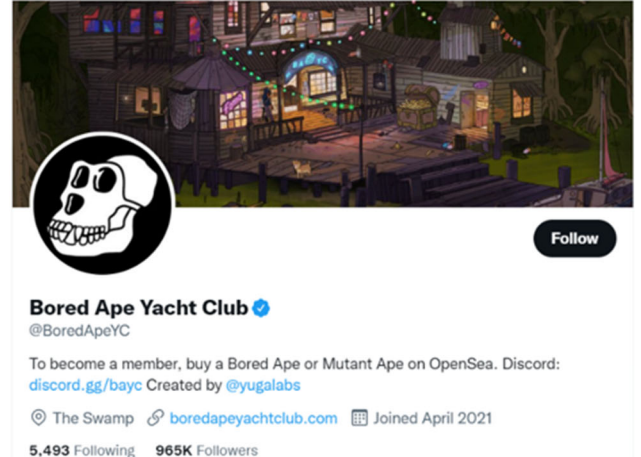 BAYC
Follow
Bored Ape Yacht Club
@BoredApeYC
To become a member, buy a Bored Ape or Mutant Ape on OpenSea. Discord:
discord.gg/bayc Created by @yugalabs
The Swamp boredapeyachtclub.com Joined April 2021
5,493 Following 965K Followers